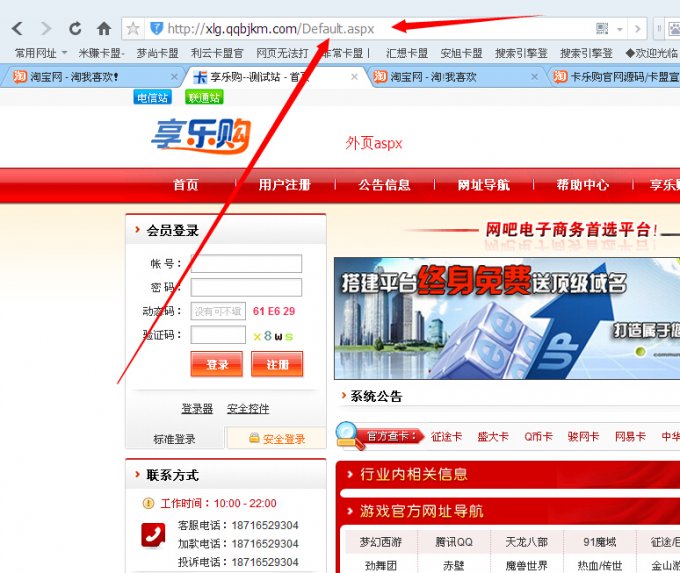 http://xlg.qqbjkm.com/Default.aspx
常用网址 米赚卡盟- 梦尚卡盟 利云卡盟官 网页无法打 非常卡盟丨 汇想卡盟 安旭卡盟 搜索引擎登 搜索引擎登 ◆欢迎光临
淘宝网 - 淘我喜欢! 享乐购--测试站 - 首页 淘宝网 - 淘!我喜欢 卡乐购官网源码/卡盟宣
电信站 联通站
享乐购
外页aspx
首页 用户注册 公告信息 网址导航 帮助中心 享乐
会员登录
网吧电子商务首选平台!
帐 号：
密 码：
动态码： 没有可不填 61 E6 29
验证码： x8ws
登录 注册
搭建平台终身免费送顶级域名
打造属于您
UP
登录器 安全控件
标准登录 安全登录
系统公告
官方查卡： 征途卡 盛大卡 Q币卡 骏网卡 网易卡 中华
联系方式
工作时间：10:00 - 22:00
客服电话：18716529304
加款电话：18716529304
投诉电话：18716529304
行业内相关信息
游戏官方网址导航
梦幻西游 腾讯QQ 天龙八部 91魔域
劲舞团 赤壁 魔兽世界 热血/传世 金山游